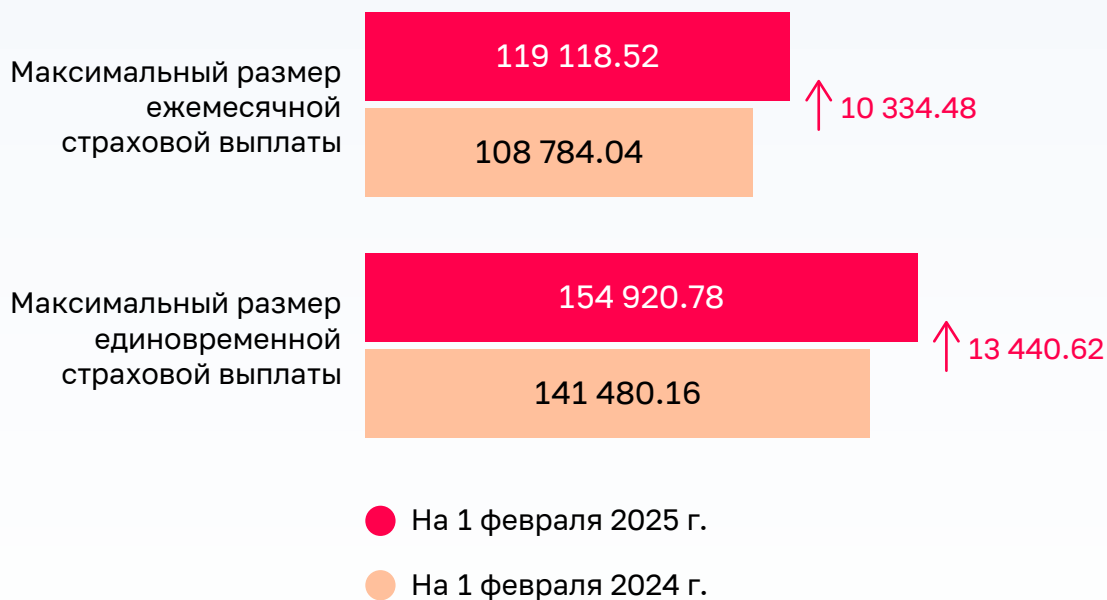 Максимальный размер
ежемесячной
страховой выплаты
119 118.52
108 784.04
10 334.48
Максимальный размер
единовременной
страховой выплаты
154 920.78
141 480.16
13 440.62
На 1 февраля 2025 г.
На 1 февраля 2024 г.